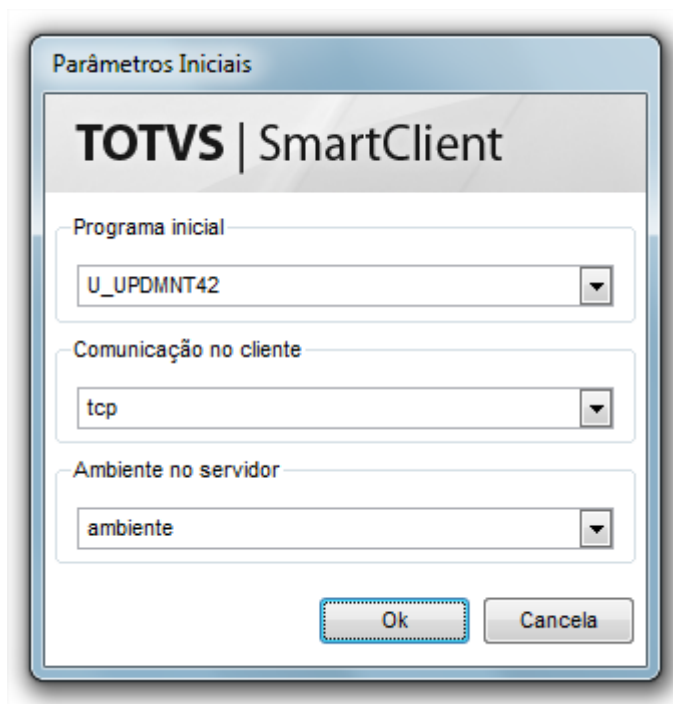 Parâmetros Iniciais
TOTVS | SmartClient
Programa inicial
U_UPDMNT42
Comunicação no cliente
tcp
Ambiente no servidor
ambiente
Ok Cancela